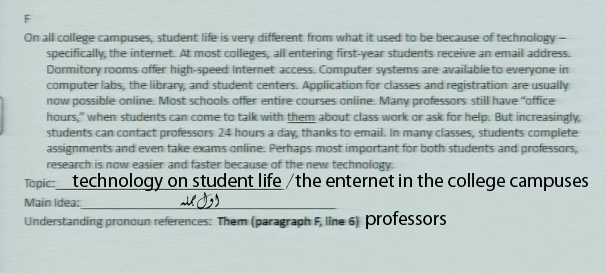 F
On all college campuses, student life is very different from what it used to be because of technology –
specifically, the internet. At most colleges, all entering first-year students receive an email address.
Dormitory rooms offer high-speed Internet access. Computer systems are available to everyone in
computer labs, the library, and student centers. Application for classes and registration are usually
now possible online. Most schools offer entire courses online. Many professors still have "office
hours," when students can come to talk with them about class work or ask for help. But increasingly,
students can contact professors 24 hours a day, thanks to email. In many classes, students complete
assignments and even take exams online. Perhaps most important for both students and professors,
research is now easier and faster because of the new technology.
Topic: technology on student life /the enternet in the college campuses
Main Idea: اول جملہ
Understanding pronoun references: Them (paragraph F, line 6) professors